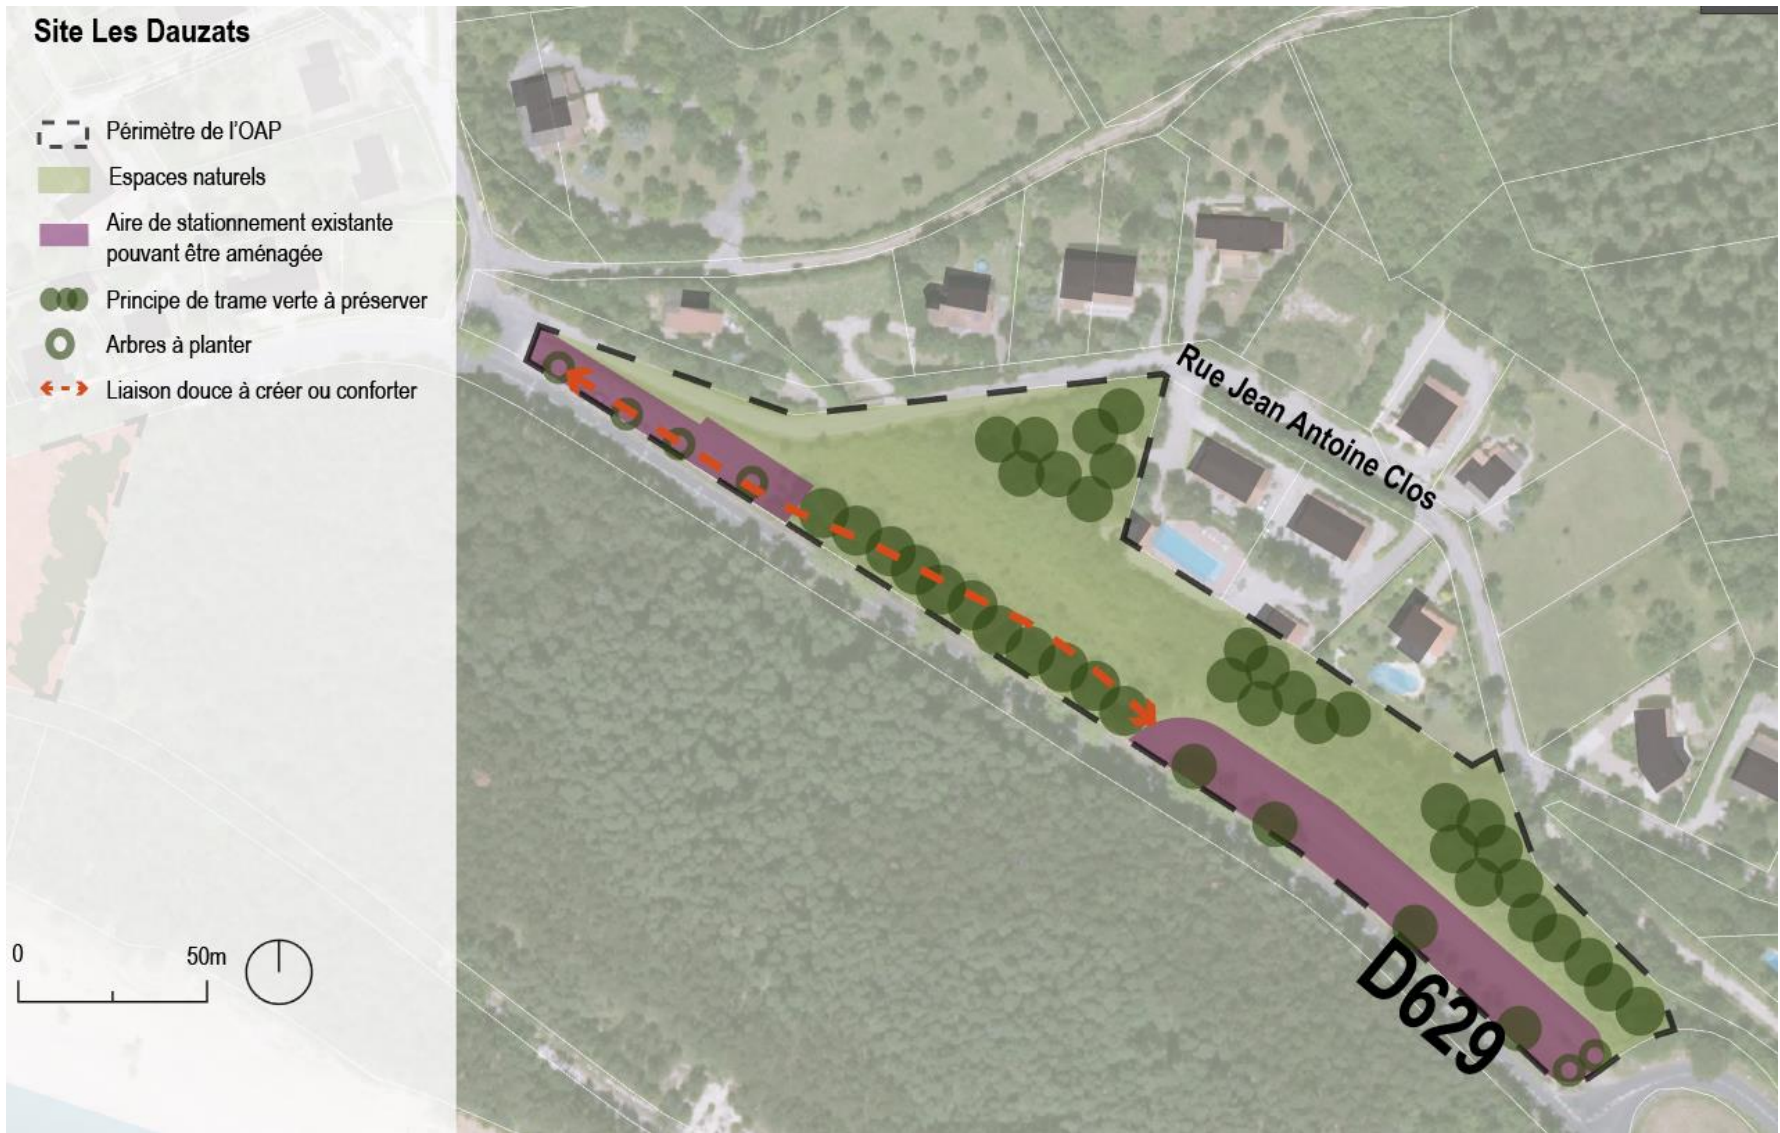 Site Les Dauzats
Périmètre de l'OAP
Espaces naturels
Aire de stationnement existante
pouvant être aménagée
Principe de trame verte à préserver
Arbres à planter
Liaison douce à créer ou conforter
Rue Jean Antoine Clos
D629
0 50m